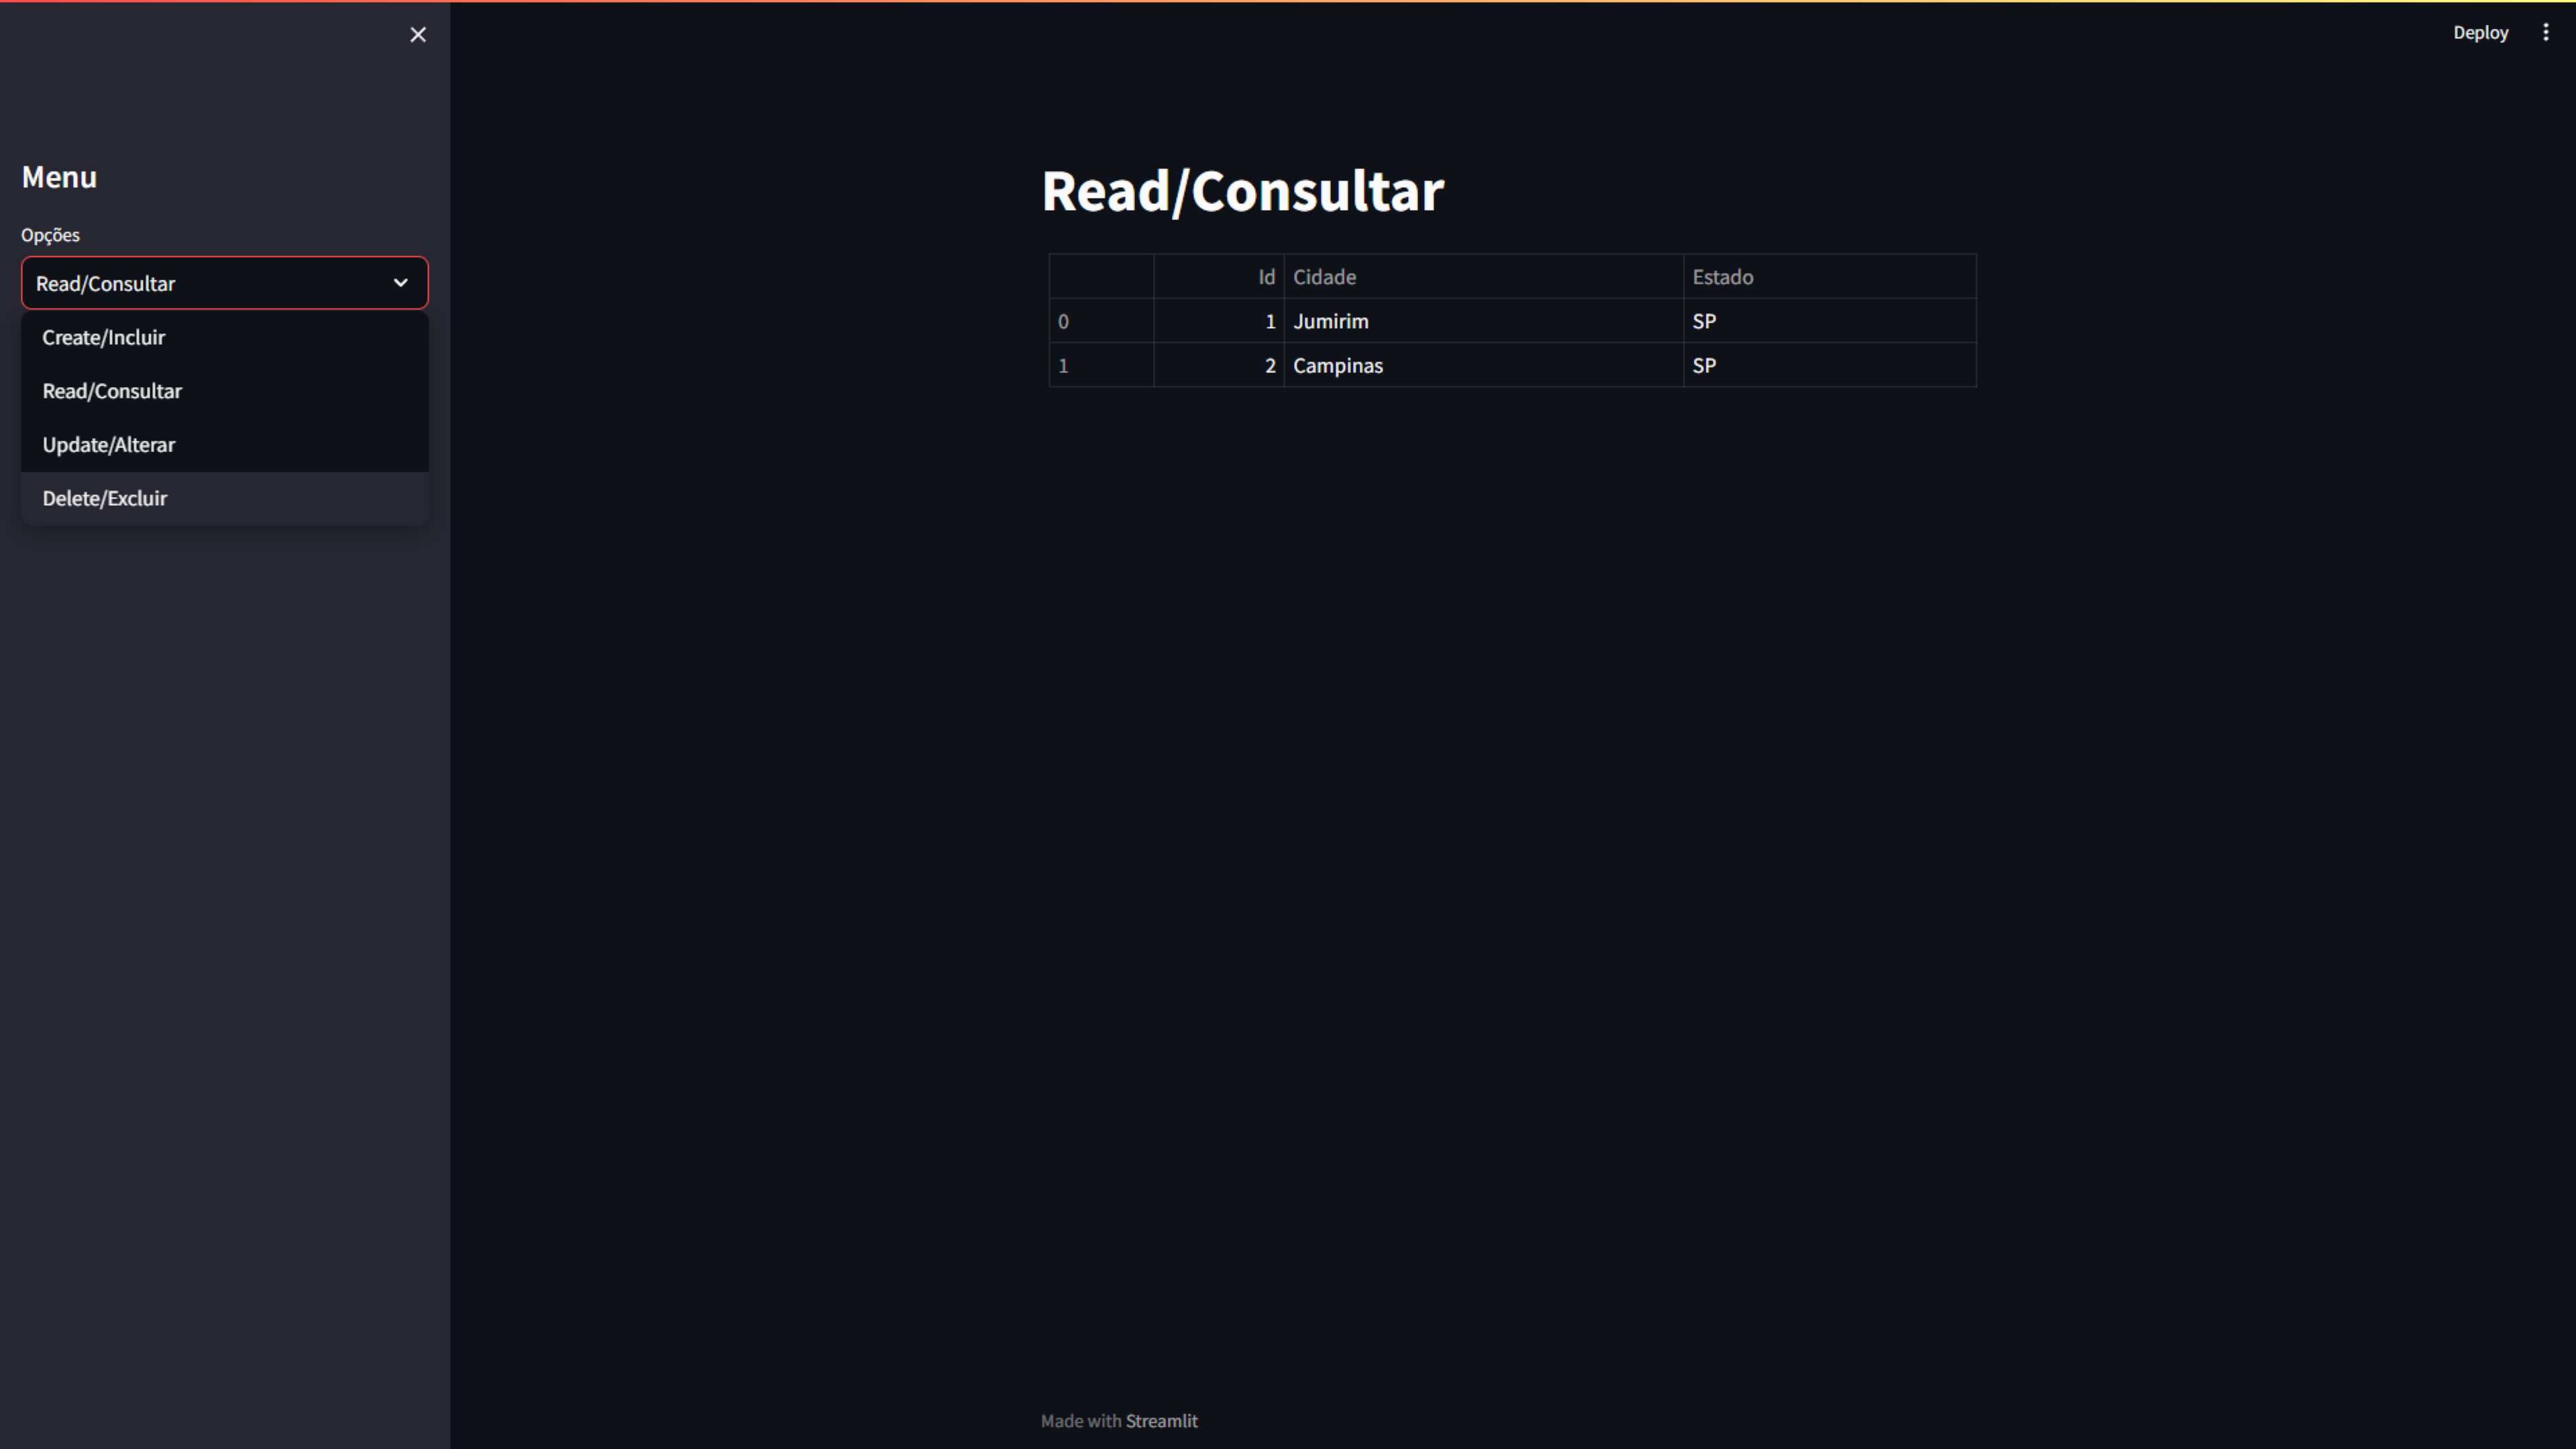 Deploy
Menu
Opções
Read/Consultar
Create/Incluir
Read/Consultar
Update/Alterar
Delete/Excluir
Read/Consultar
Id Cidade Estado
0 1 Jumirim SP
1 2 Campinas SP
Made with Streamlit